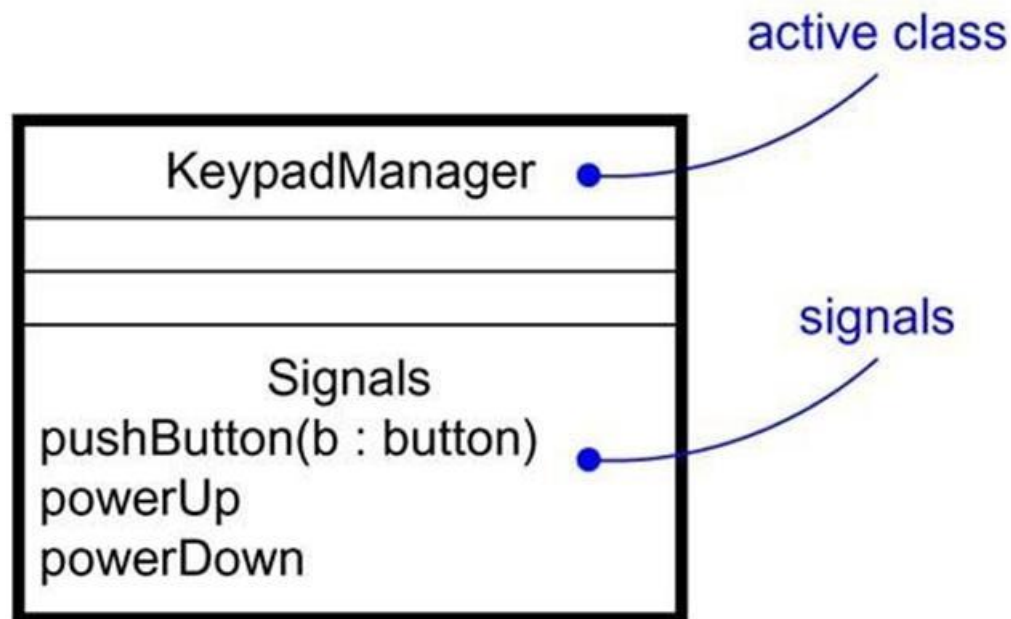 active class
KeypadManager
signals
Signals
pushButton(b : button)
powerUp
powerDown